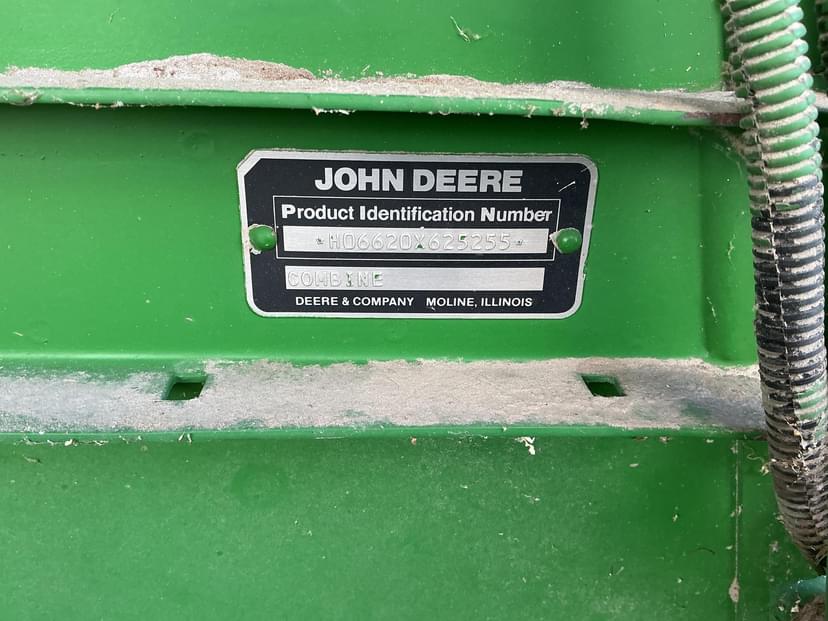 JOHN DEERE
Product Identification Number
*H06620X625255*
COMBINE
DEERE & COMPANY MOLINE, ILLINOIS